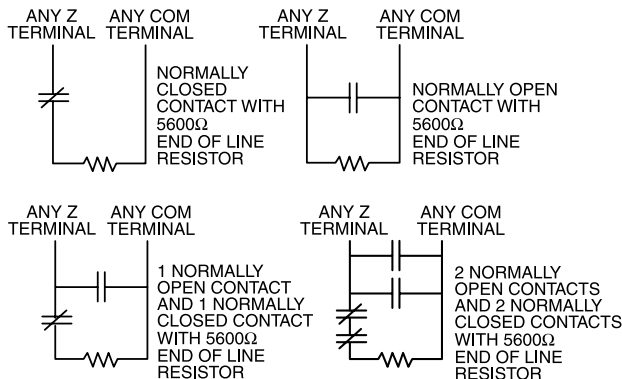 ANY Z TERMINAL
ANY COM TERMINAL
NORMALLY
CLOSED
CONTACT WITH
5600Ω
END OF LINE
RESISTOR
ANY Z TERMINAL
ANY COM TERMINAL
NORMALLY OPEN
CONTACT WITH
5600Ω
END OF LINE
RESISTOR
ANY Z TERMINAL
ANY COM TERMINAL
1 NORMALLY
OPEN CONTACT
AND 1 NORMALLY
CLOSED CONTACT
WITH 5600Ω
END OF LINE
RESISTOR
ANY Z TERMINAL
ANY COM TERMINAL
2 NORMALLY
OPEN CONTACTS
AND 2 NORMALLY
CLOSED CONTACTS
WITH 5600Ω
END OF LINE
RESISTOR